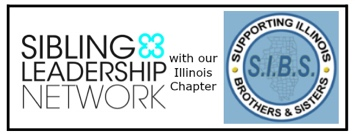 SIBLING
LEADERSHIP
NETWORK
with our
Illinois
Chapter
SUPPORTING ILLINOIS
S.I.B.S.
BROTHERS & SISTERS